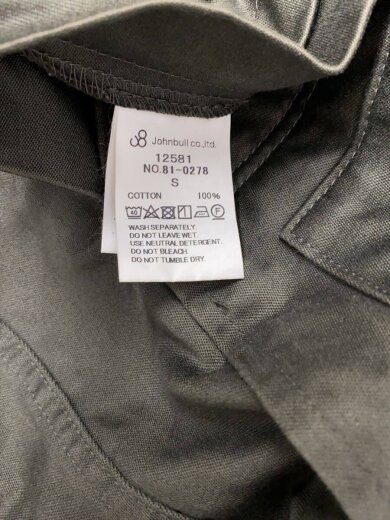 Johnbull co.,ltd.
12581
NO.81-0278
S
COTTON 100%
40
WASH SEPARATELY
DO NOT LEAVE WET.
USE NEUTRAL DETERGENT.
DO NOT BLEACH.
DO NOT TUMBLE DRY.